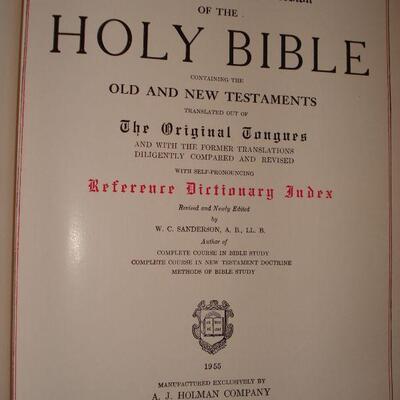 OF THE
HOLY BIBLE
CONTAINING THE
OLD AND NEW TESTAMENTS
TRANSLATED OUT OF
The Original Tongues
AND WITH THE FORMER TRANSLATIONS
DILIGENTLY COMPARED AND REVISED
WITH SELF-PRONOUNCING
Reference Dictionary Index
Revised and Newly Edited
by
W. C. SANDERSON, A. B., LL. B.
Author of
COMPLETE COURSE IN BIBLE STUDY
COMPLETE COURSE IN NEW TESTAMENT DOCTRINE
METHODS OF BIBLE STUDY
1955
MANUFACTURED EXCLUSIVELY BY
A. J. HOLMAN COMPANY